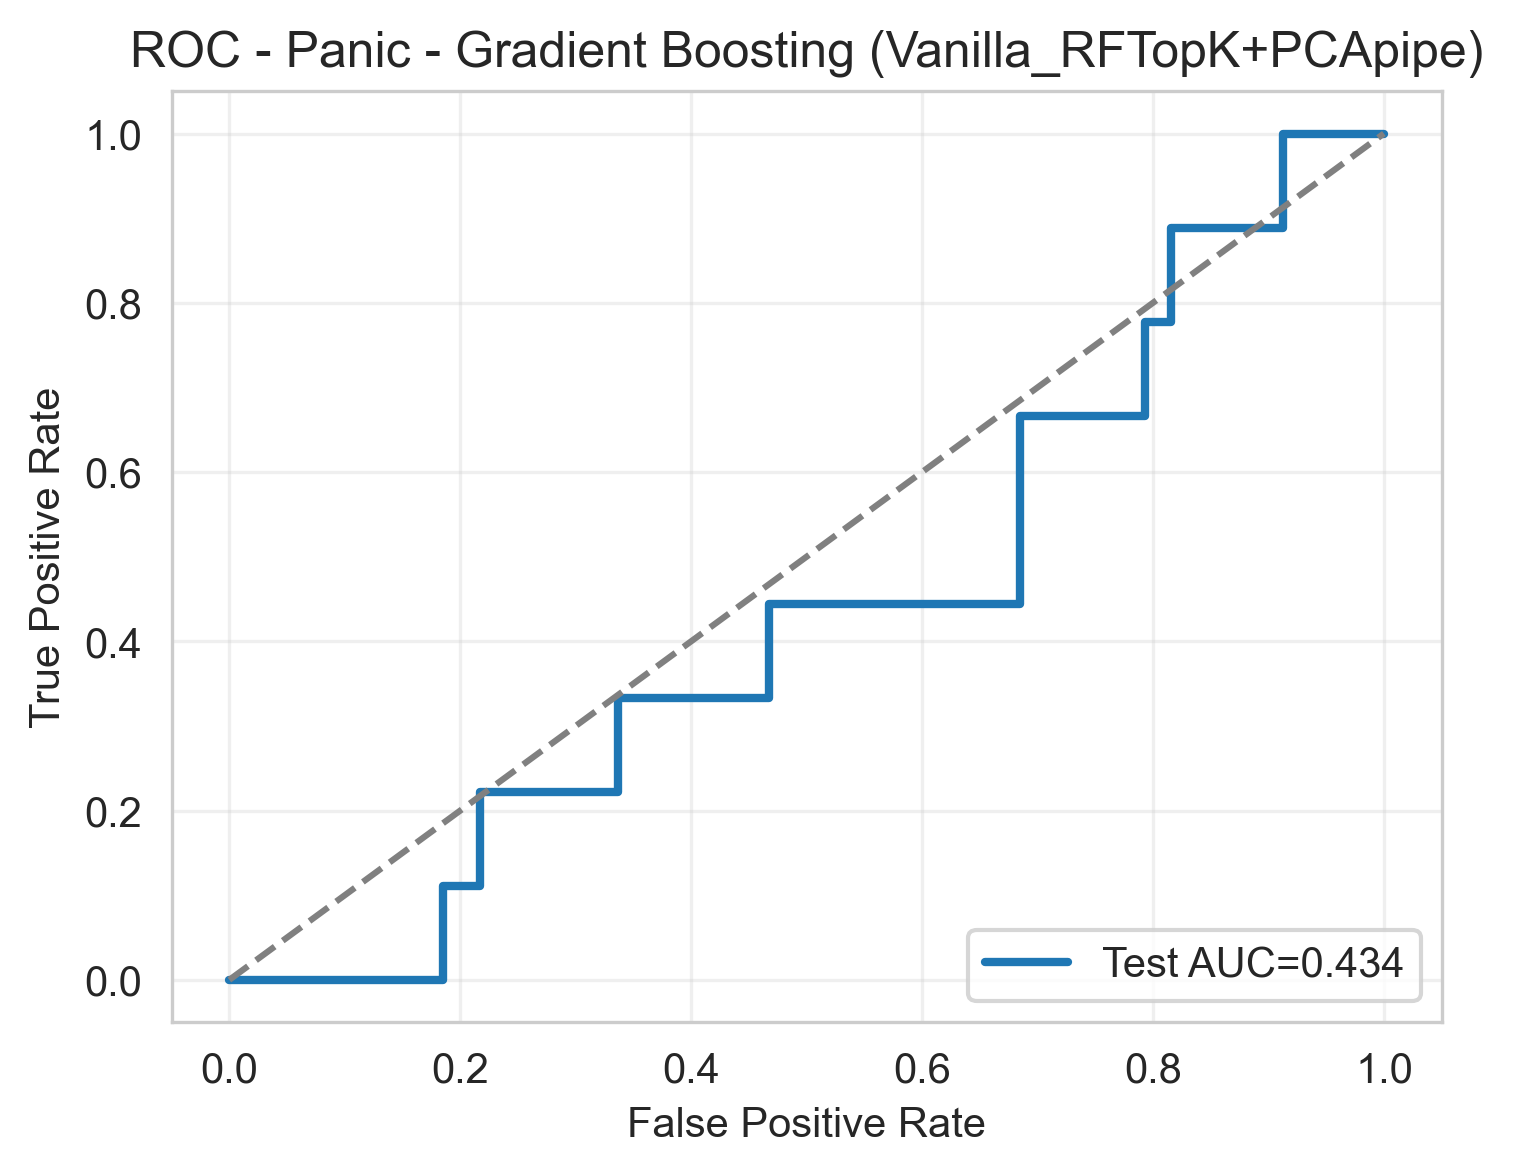 ROC - Panic - Gradient Boosting (Vanilla_RFTopK+PCApipe)
True Positive Rate
1.0
0.8
0.6
0.4
0.2
0.0
Test AUC=0.434
0.0 0.2 0.4 0.6 0.8 1.0
False Positive Rate